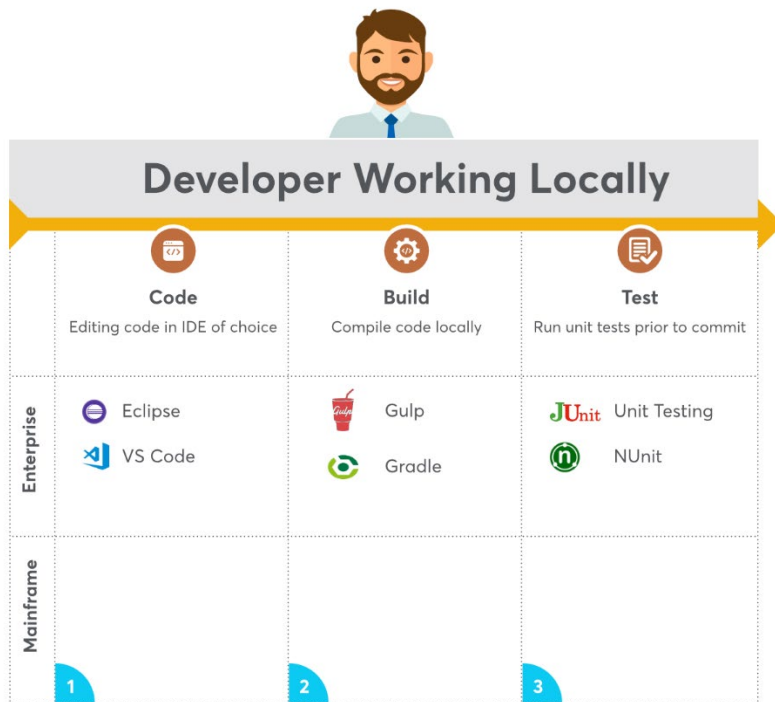 Developer Working Locally
Code
Editing code in IDE of choice
Build
Compile code locally
Test
Run unit tests prior to commit
Enterprise
Eclipse
VS Code
Gulp
Gulp
Gradle
JUnit Unit Testing
n NUnit
Mainframe
1
2
3